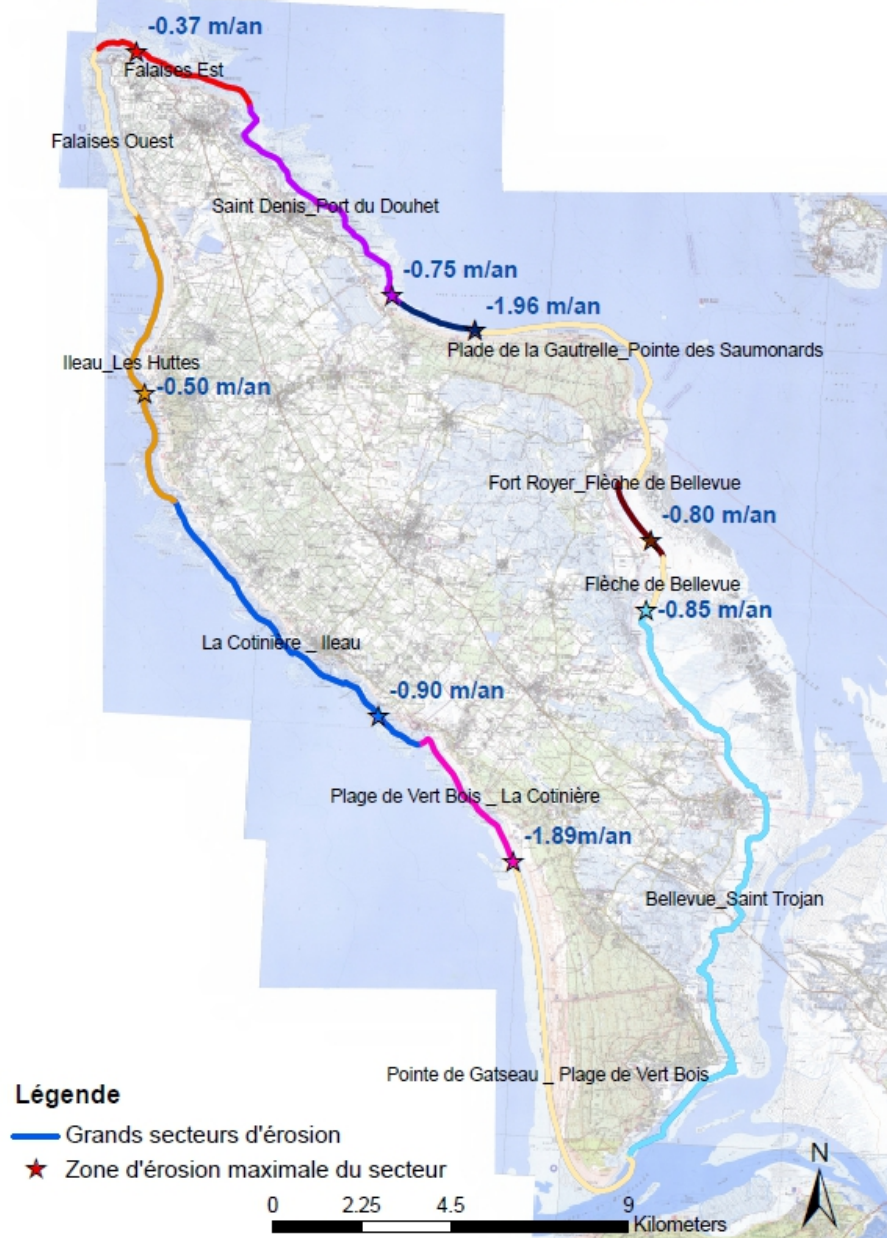 -0.37 m/an
Falaises Est
Falaises Ouest
Saint Denis_Port du Douhet
-0.75 m/an
-1.96 m/an
Plade de la Gautrelle_Pointe des Saumonards
Ileau_Les Huttes
-0.50 m/an
Fort Royer_Flèche de Bellevue
-0.80 m/an
Flèche de Bellevue
-0.85 m/an
La Cotinière _ Ileau
-0.90 m/an
Plage de Vert Bois _ La Cotinière
-1.89m/an
Bellevue_Saint Trojan
Pointe de Gatseau _ Plage de Vert Bois
Légende
Grands secteurs d'érosion
Zone d'érosion maximale du secteur
N
0 2.25 4.5 9
Kilometers